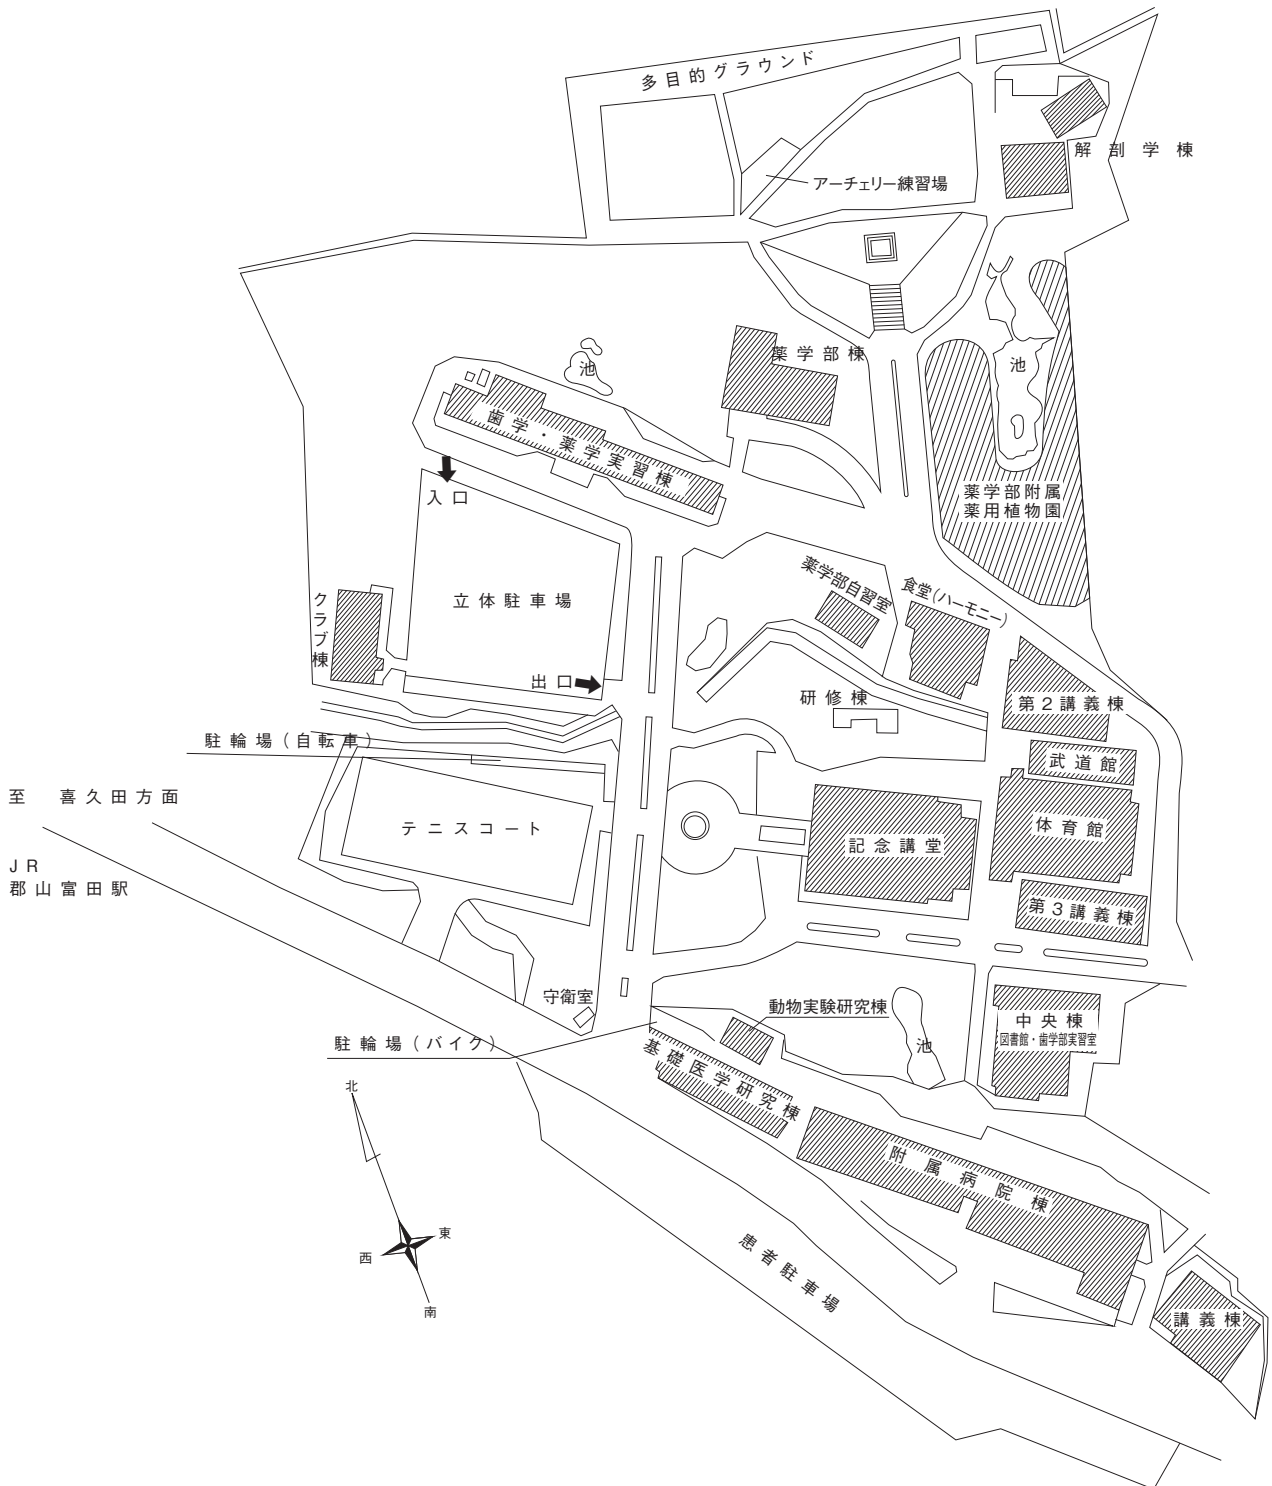 多目的グラウンド
解剖学棟
アーチェリー練習場
薬学部棟
池
池
歯学・薬学実習棟
入口
薬学部附属
薬用植物園
薬学部自習室
食堂（ハーモニー）
クラブ棟
立体駐車場
出口
研修棟
第２講義棟
駐輪場（自転車）
武道館
至　喜久田方面
テニスコート
体育館
記念講堂
ＪＲ
郡山富田駅
第３講義棟
守衛室
動物実験研究棟
中央棟
図書館・歯学部実習室
駐輪場（バイク）
池
基礎医学研究棟
北
附属病院棟
東
西
患者駐車場
南
講義棟